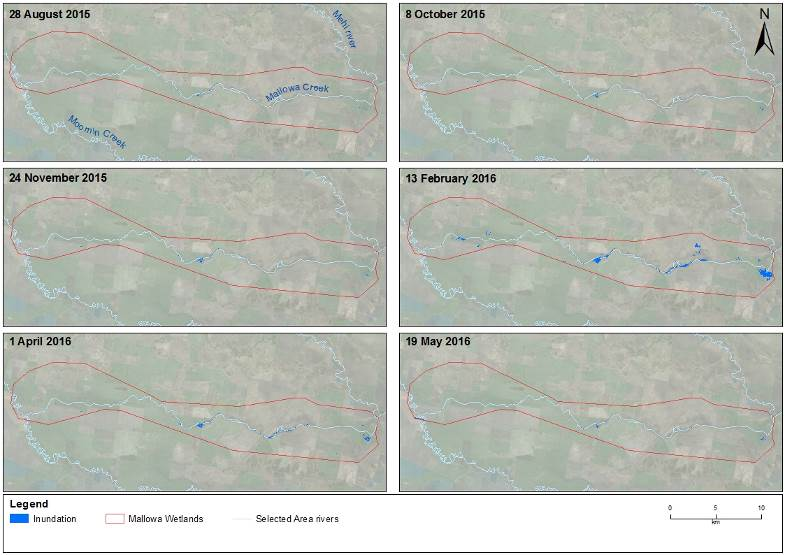 28 August 2015
8 October 2015
N
Mehi river
Mallowa Creek
Moomin Creek
24 November 2015
13 February 2016
1 April 2016
19 May 2016
Legend
Inundation
Mallowa Wetlands
Selected Area rivers
0 5 10
km